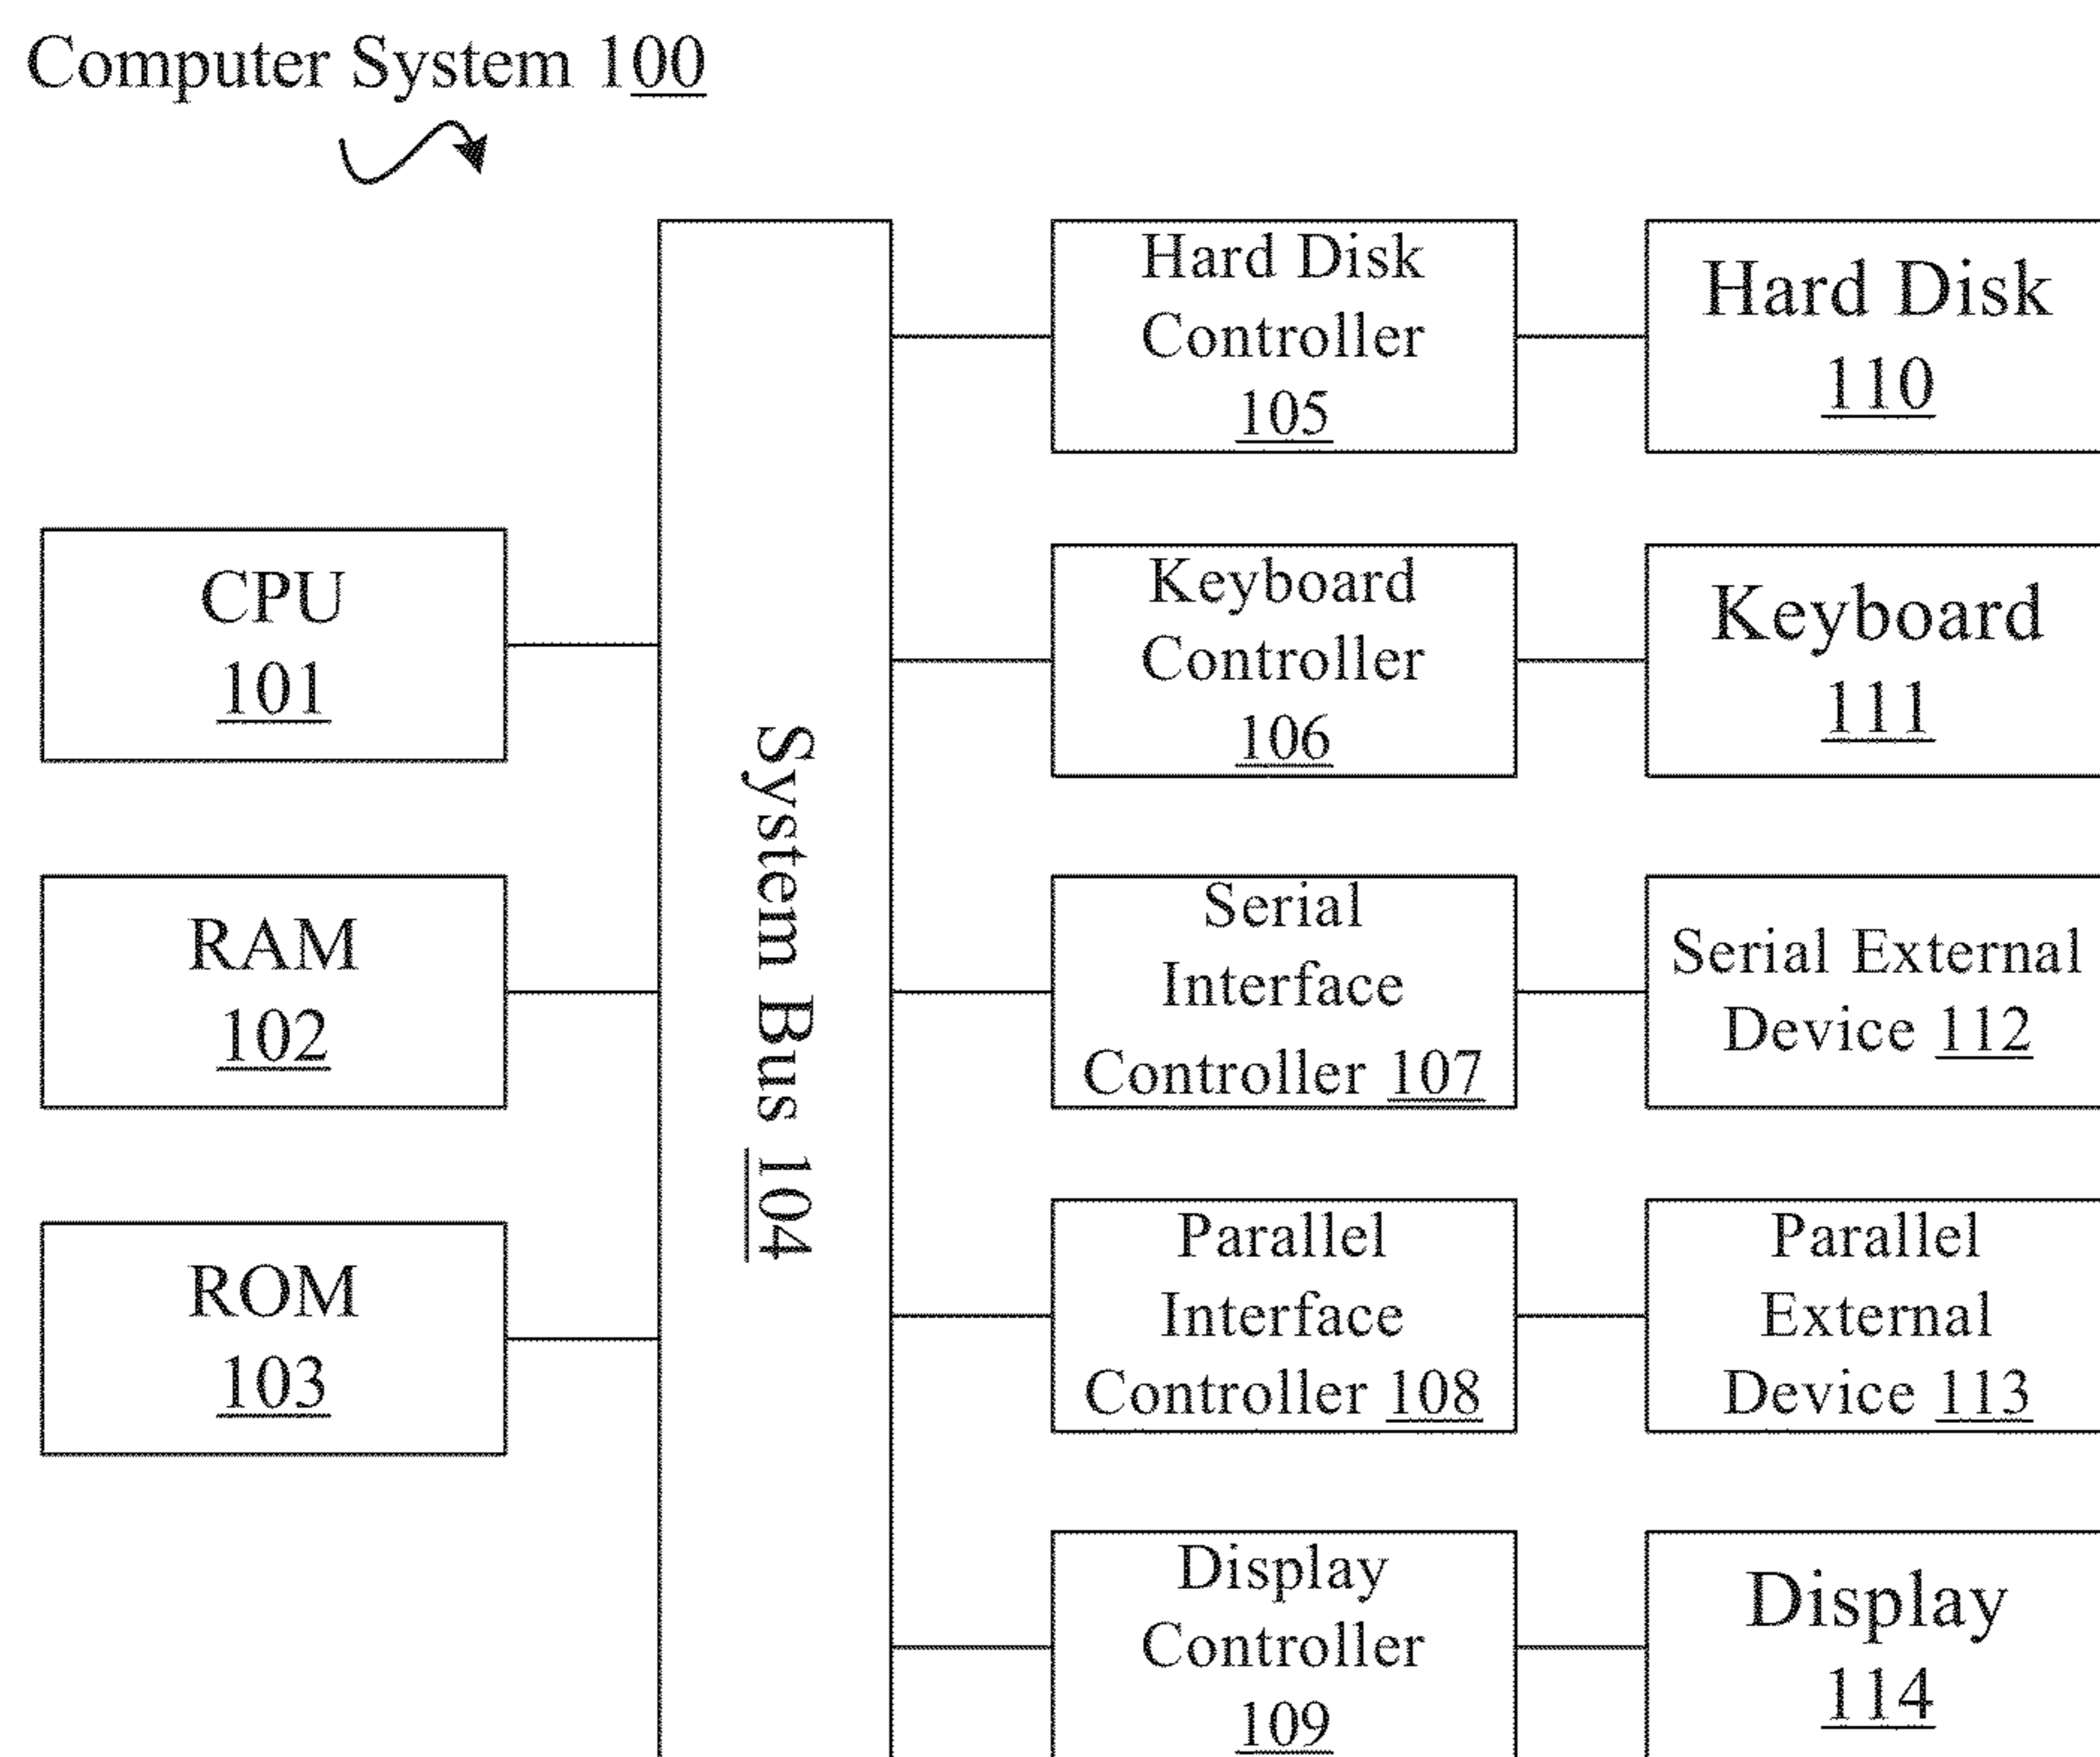 Computer System 100
CPU
101
RAM
102
ROM
103
System Bus 104
Hard Disk
Controller
105
Hard Disk
110
Keyboard
Controller
106
Keyboard
111
Serial
Interface
Controller 107
Serial External
Device 112
Parallel
Interface
Controller 108
Parallel
External
Device 113
Display
Controller
109
Display
114